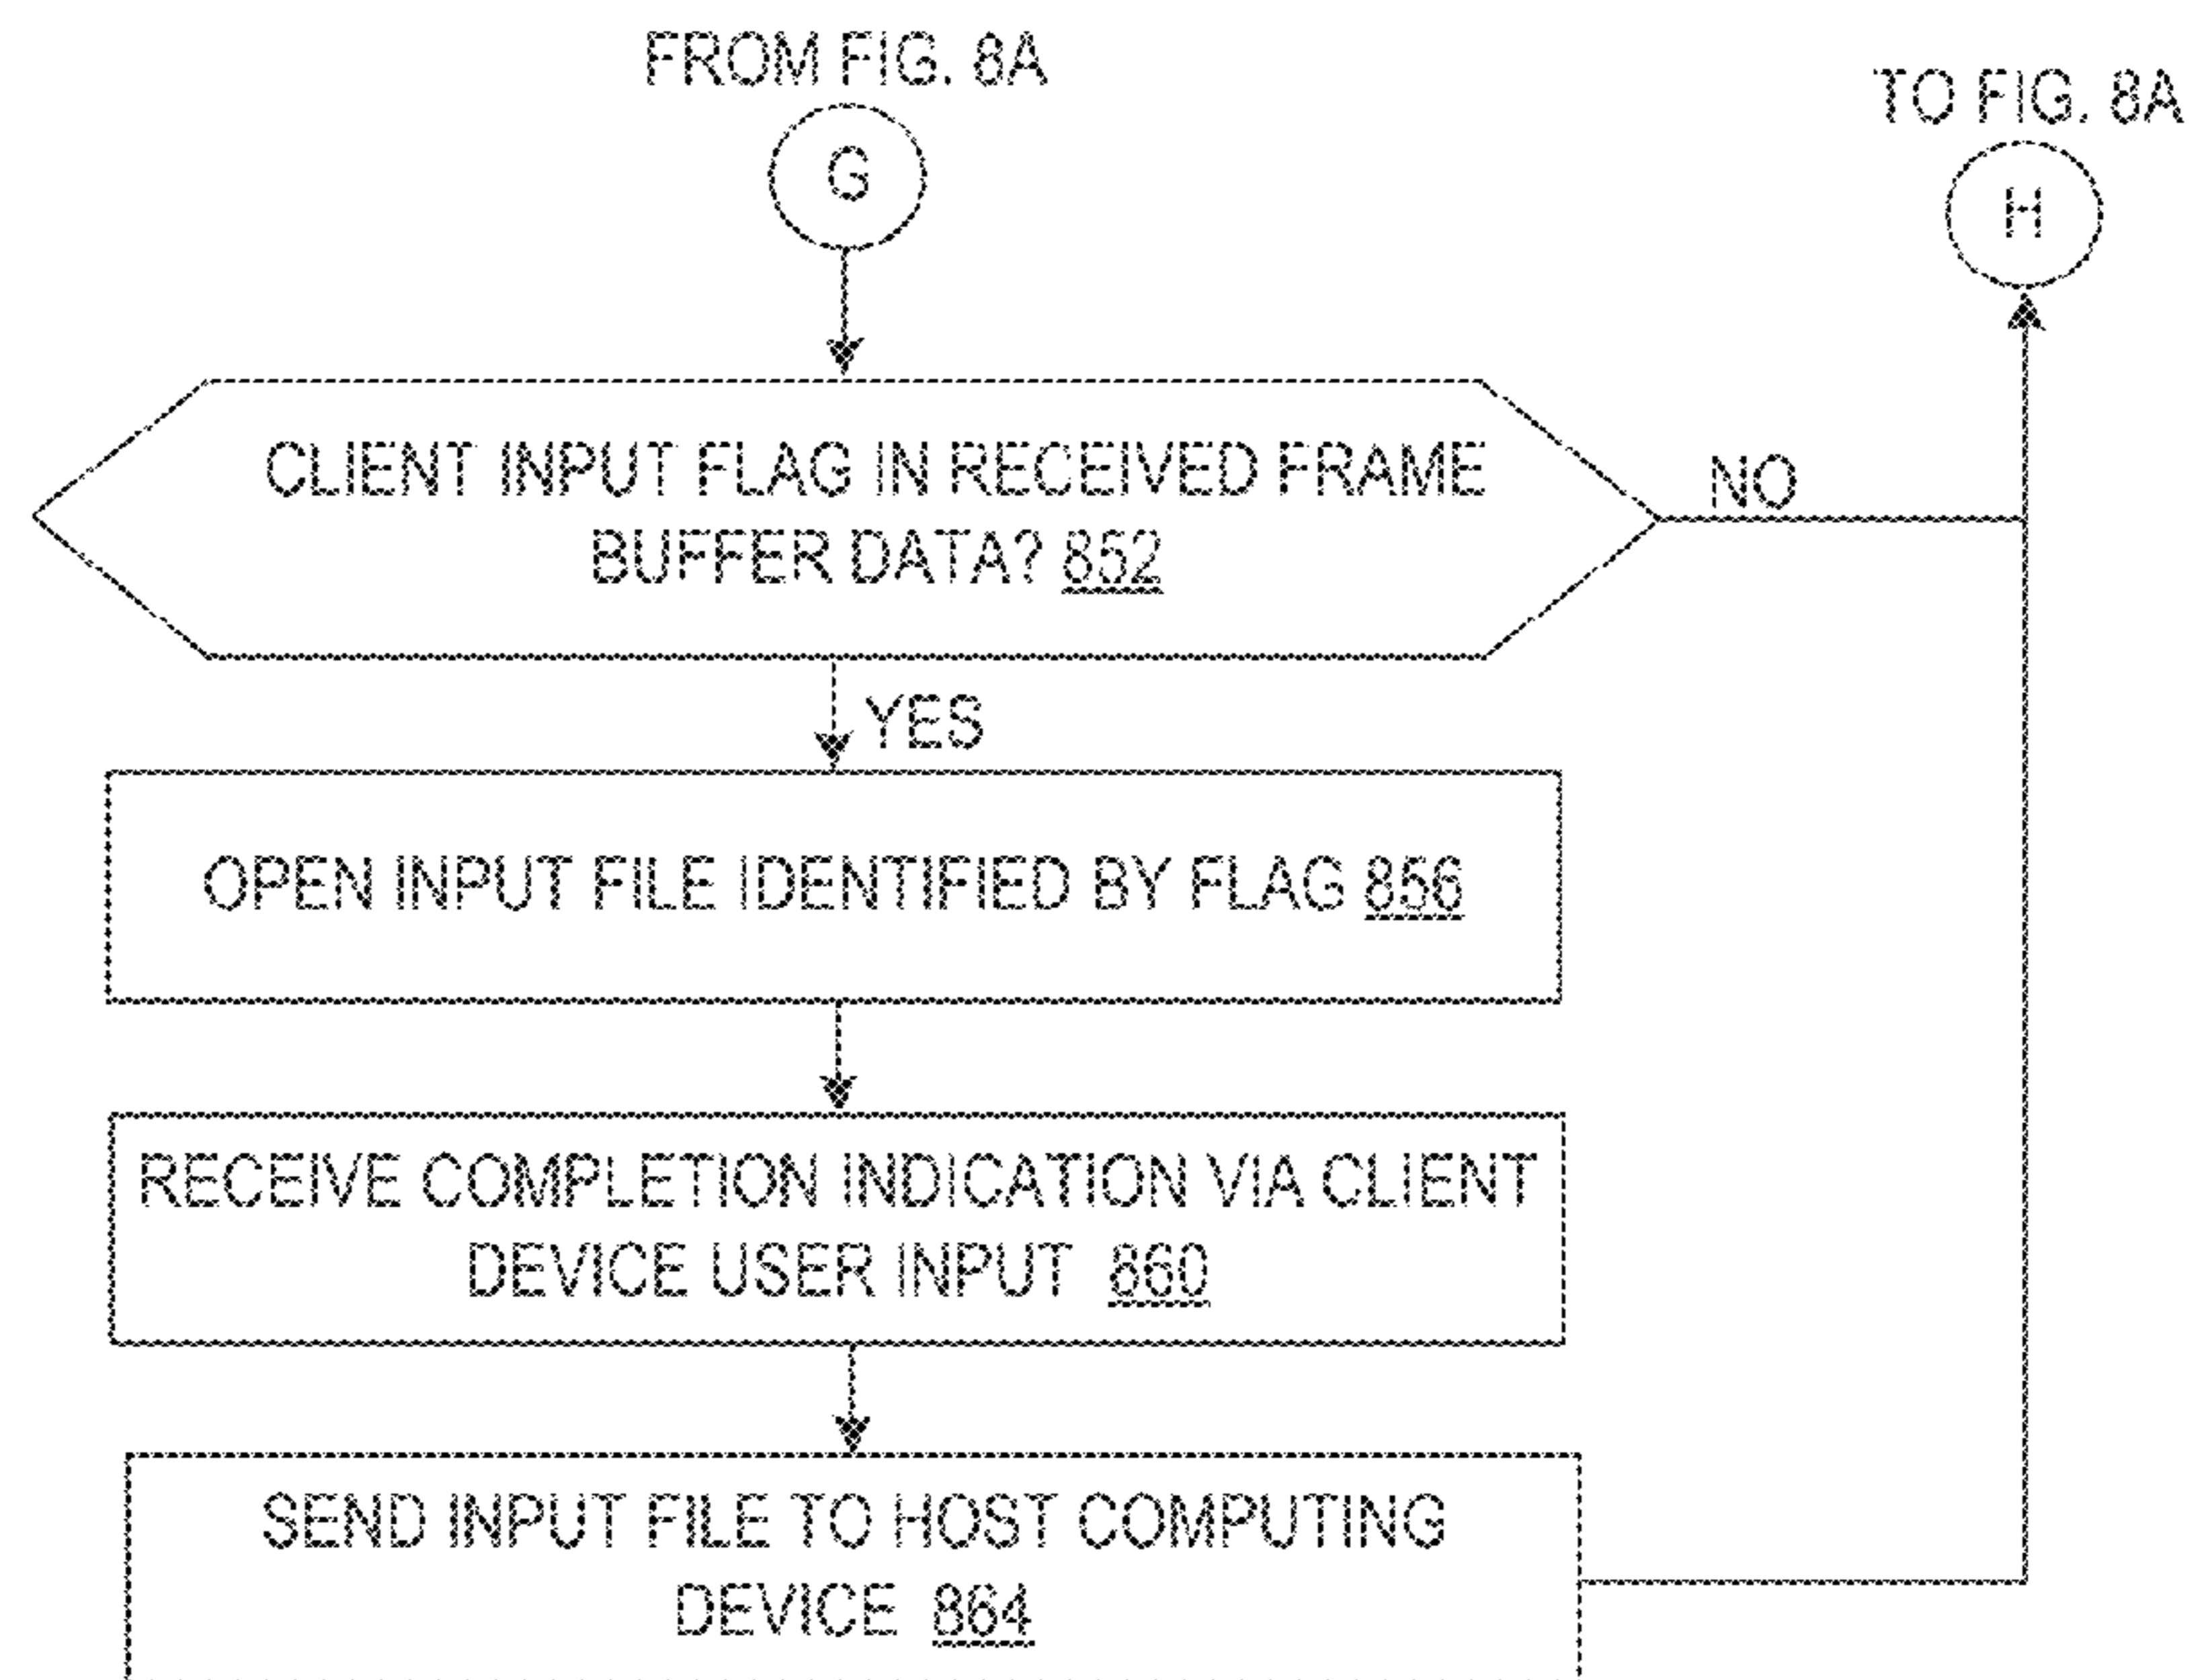 FROM FIG. 8A
TO FIG. 8A
G
H
CLIENT INPUT FLAG IN RECEIVED FRAME
BUFFER DATA? 852
NO
YES
OPEN INPUT FILE IDENTIFIED BY FLAG 856
RECEIVE COMPLETION INDICATION VIA CLIENT
DEVICE USER INPUT 860
SEND INPUT FILE TO HOST COMPUTING
DEVICE 864